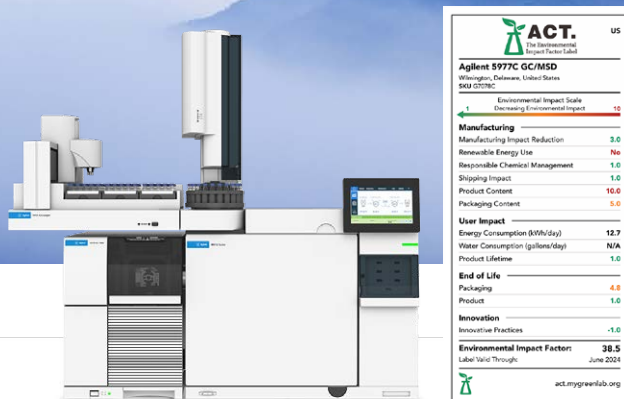 ACT.
The Environmental
Impact Factor Label
US
Agilent 5977C GC/MSD
Wilmington, Delaware, United States
SKU G7078C
Environmental Impact Scale
Decreasing Environmental Impact
1
10
Manufacturing
Manufacturing Impact Reduction 3.0
Renewable Energy Use No
Responsible Chemical Management 1.0
Shipping Impact 1.0
Product Content 10.0
Packaging Content 5.0
User Impact
Energy Consumption (kWh/day) 12.7
Water Consumption (gallons/day) N/A
Product Lifetime 1.0
End of Life
Packaging 4.0
Product 1.0
Innovation
Innovative Practices -1.0
Environmental Impact Factor: 38.5
Label Valid Through: June 2024
act.mygreenlab.org